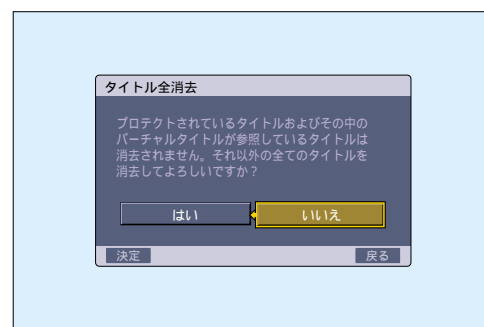 タイトル全消去
プロテクトされているタイトルおよびその中の
バーチャルタイトルが参照しているタイトルは
消去されません。それ以外の全てのタイトルを
消去してよろしいですか？
はい いいえ
決定 戻る